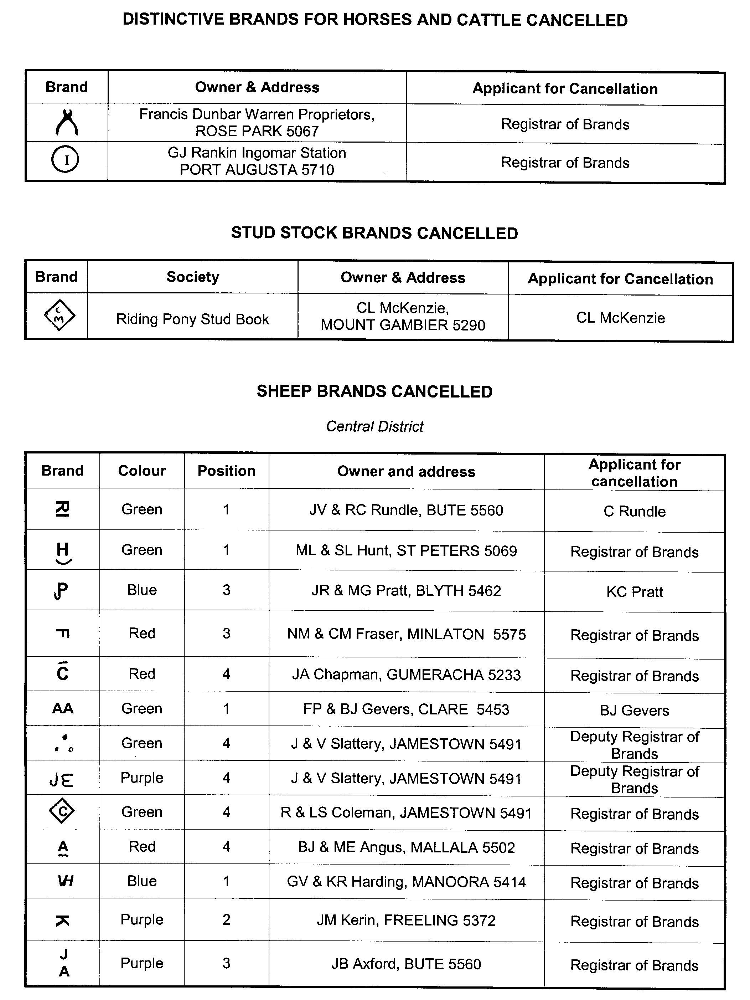 DISTINCTIVE BRANDS FOR HORSES AND CATTLE CANCELLED
Brand Owner & Address Applicant for Cancellation
Francis Dunbar Warren Proprietors,
ROSE PARK 5067 Registrar of Brands
I GJ Rankin Ingomar Station
PORT AUGUSTA 5710 Registrar of Brands
STUD STOCK BRANDS CANCELLED
Brand Society Owner & Address Applicant for Cancellation
C
M Riding Pony Stud Book CL McKenzie,
MOUNT GAMBIER 5290 CL McKenzie
SHEEP BRANDS CANCELLED
Central District
Brand Colour Position Owner and address Applicant for
cancellation
R Green 1 JV & RC Rundle, BUTE 5560 C Rundle
H Green 1 ML & SL Hunt, ST PETERS 5069 Registrar of Brands
JP Blue 3 JR & MG Pratt, BLYTH 5462 KC Pratt
F Red 3 NM & CM Fraser, MINLATON 5575 Registrar of Brands
C Red 4 JA Chapman, GUMERACHA 5233 Registrar of Brands
AA Green 1 FP & BJ Gevers, CLARE 5453 BJ Gevers
Green 4 J & V Slattery, JAMESTOWN 5491 Deputy Registrar of
Brands
JE Purple 4 J & V Slattery, JAMESTOWN 5491 Deputy Registrar of
Brands
C Green 4 R & LS Coleman, JAMESTOWN 5491 Registrar of Brands
A Red 4 BJ & ME Angus, MALLALA 5502 Registrar of Brands
VH Blue 1 GV & KR Harding, MANOORA 5414 Registrar of Brands
K Purple 2 JM Kerin, FREELING 5372 Registrar of Brands
J
A Purple 3 JB Axford, BUTE 5560 Registrar of Brands